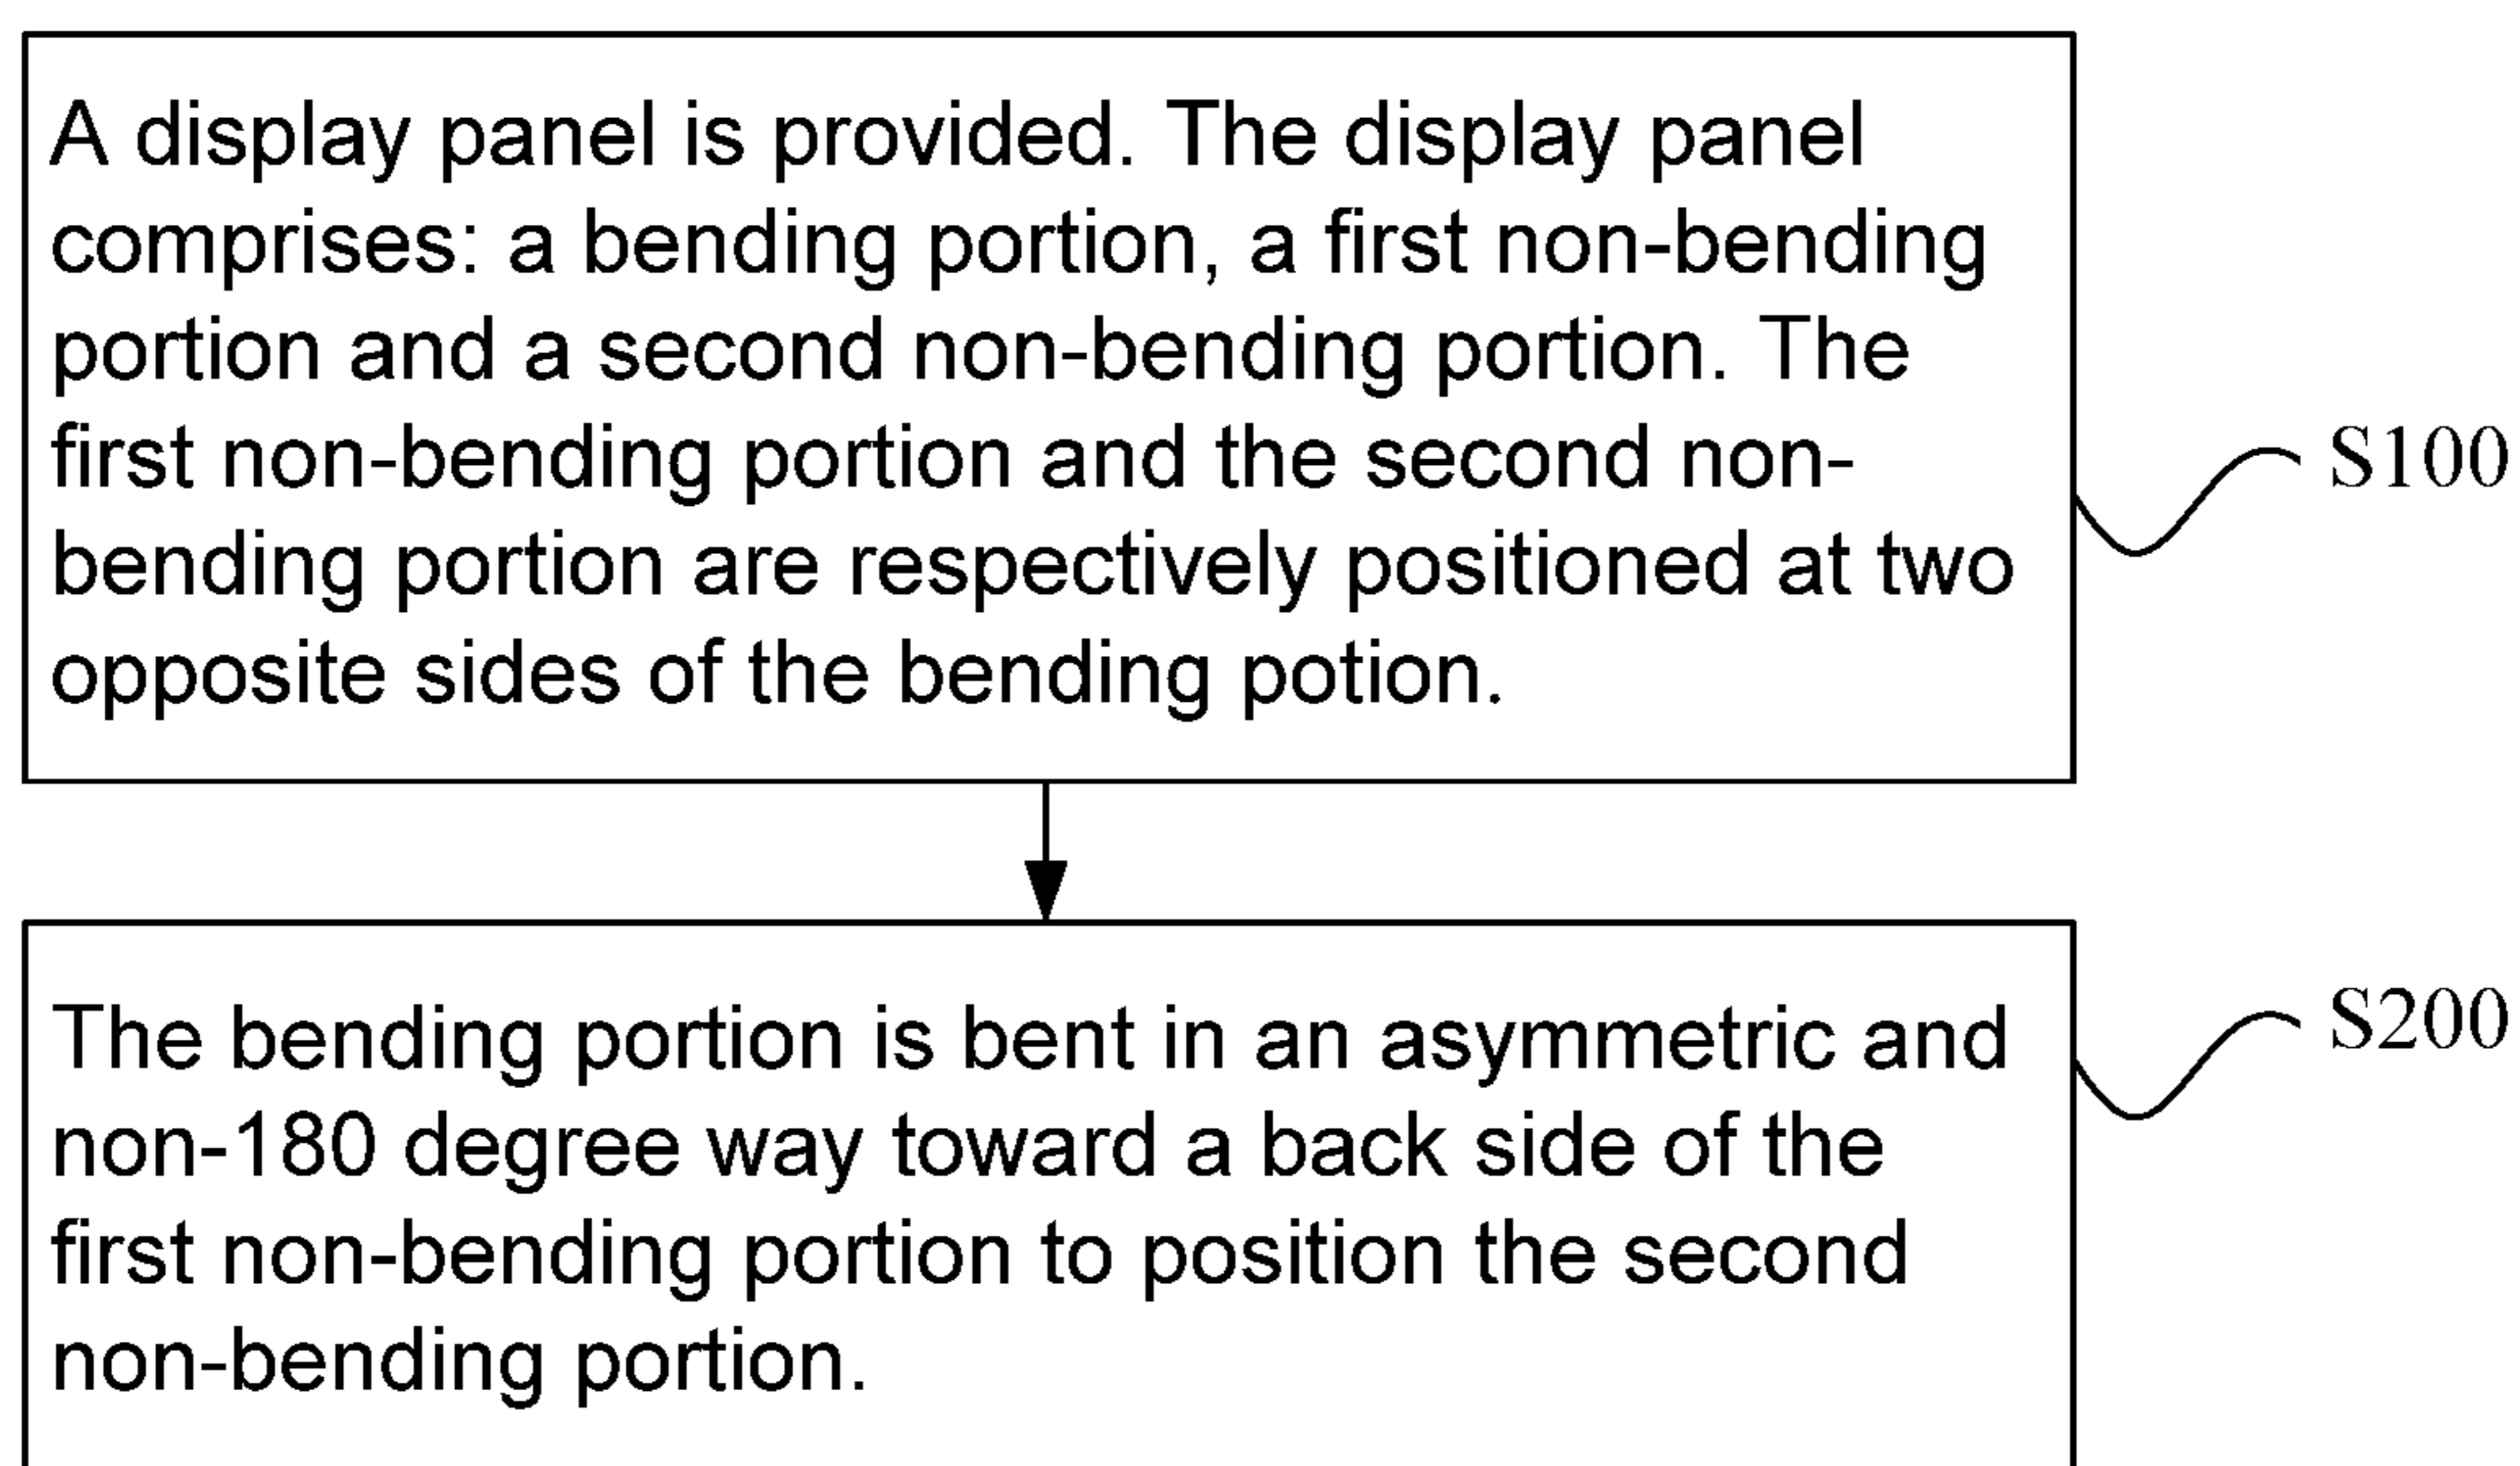 A display panel is provided. The display panel
comprises: a bending portion, a first non-bending
portion and a second non-bending portion. The
first non-bending portion and the second non-
bending portion are respectively positioned at two
opposite sides of the bending potion.
S100
The bending portion is bent in an asymmetric and
non-180 degree way toward a back side of the
first non-bending portion to position the second
non-bending portion.
S200